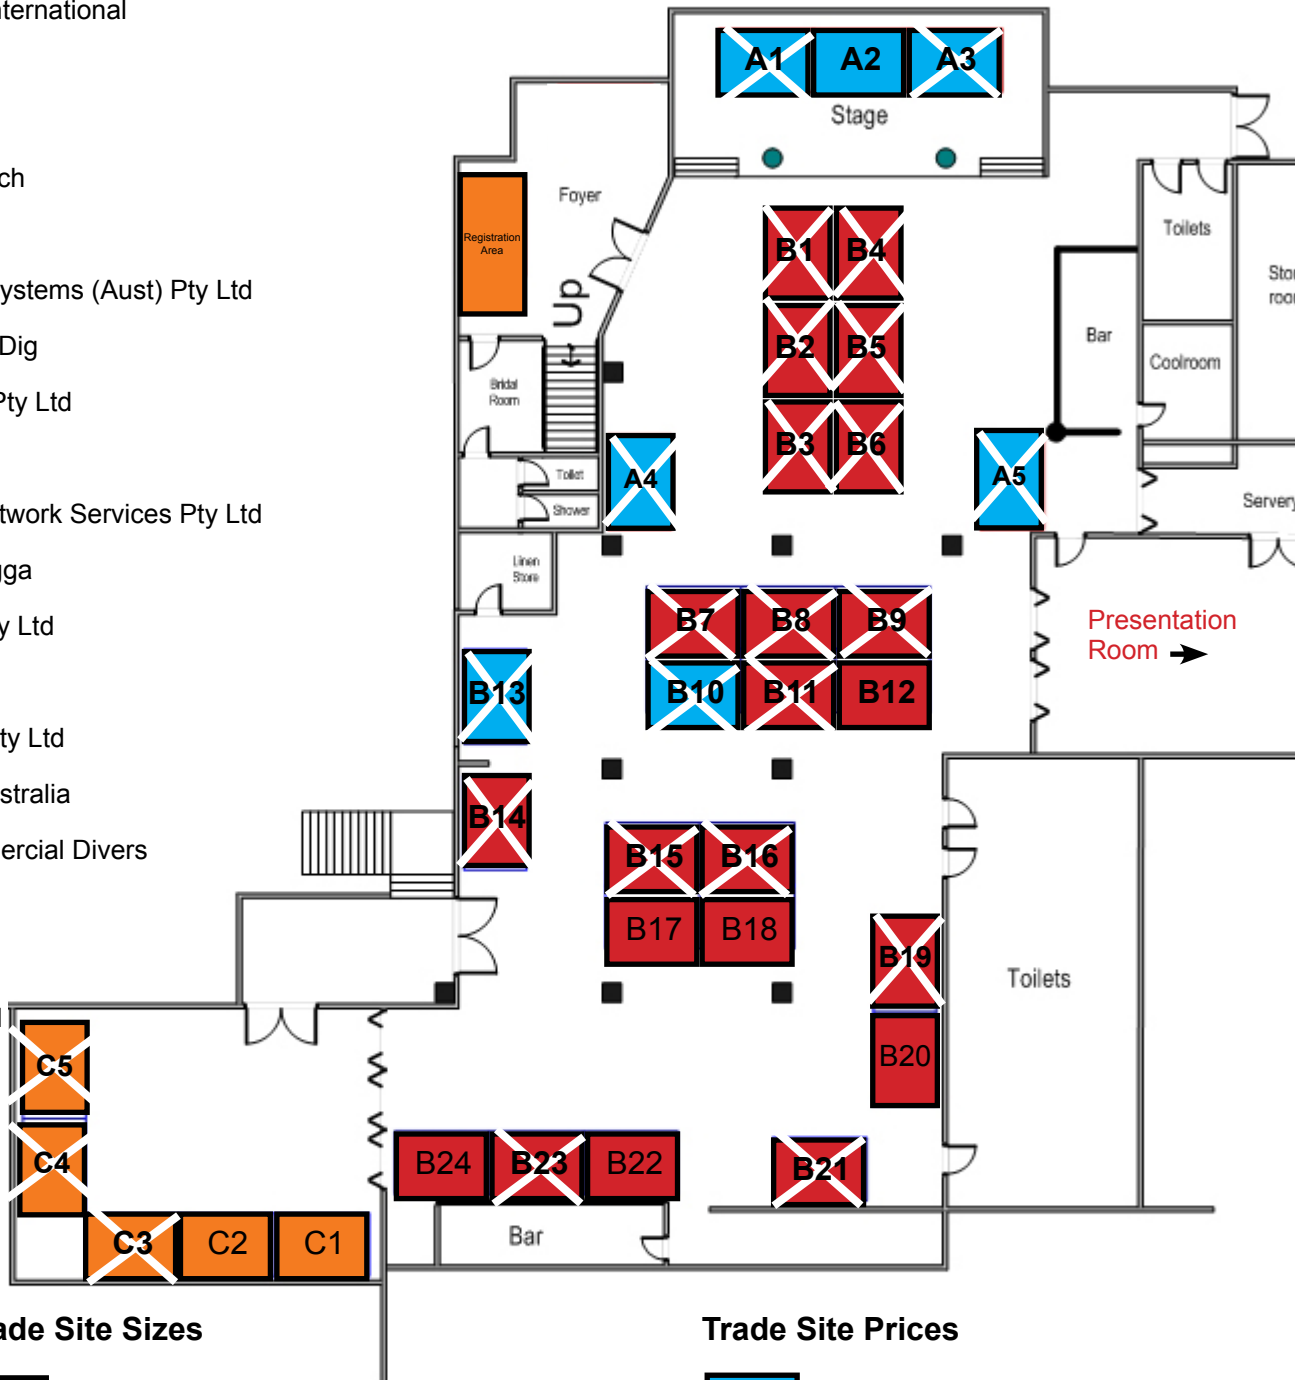 nternational
ch
ystems (Aust) Pty Ltd
Dig
Pty Ltd
twork Services Pty Ltd
gga
y Ltd
ty Ltd
stralia
ercial Divers
A1 A2 A3
Stage
Foyer
Registration
Area
Up
Bridal
Room
Toilet
Shower
Linen
Store
B1 B4
B2 B5
B3 B6
A4
A5
Toilets
Bar
Coolroom
Stor
roor
Servery
Presentation
Room
B7 B8 B9
B10 B11 B12
B13
B14
B15 B16
B17 B18
B19
B20
Toilets
B21
B24 B23 B22
Bar
C5
C4
C3 C2 C1
ade Site Sizes
Trade Site Prices